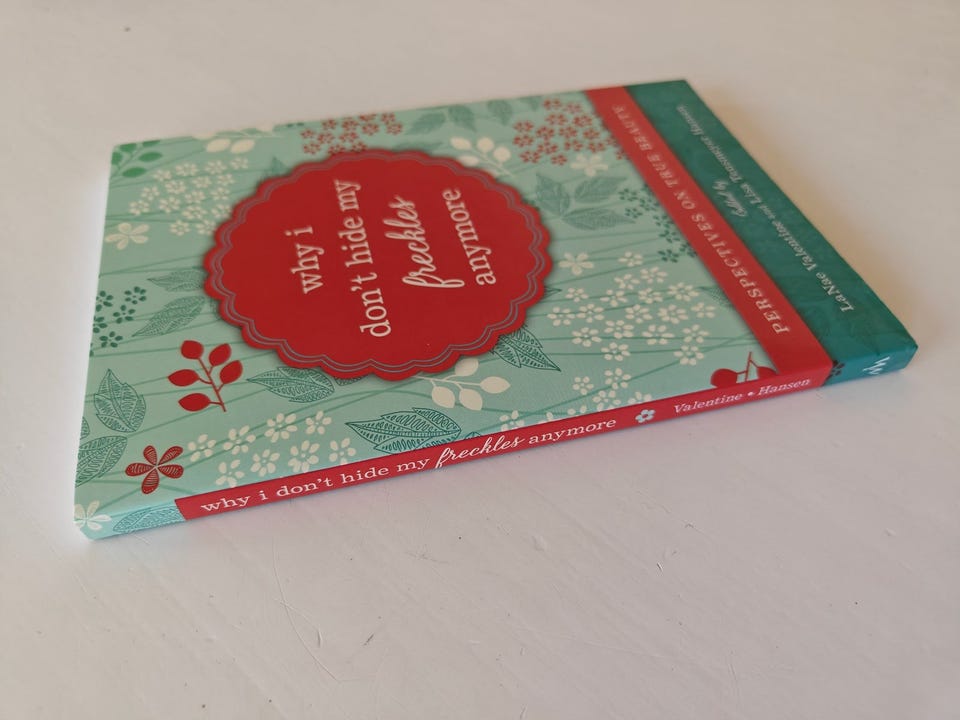 why i
don't hide my
freckles
anymore
PERSPECTIVES ON TRUE BEAUTY
Edited by
LaNae Valentine and Lisa Tensmeyer Hansen
why i don't hide my freckles anymore Valentine • Hansen